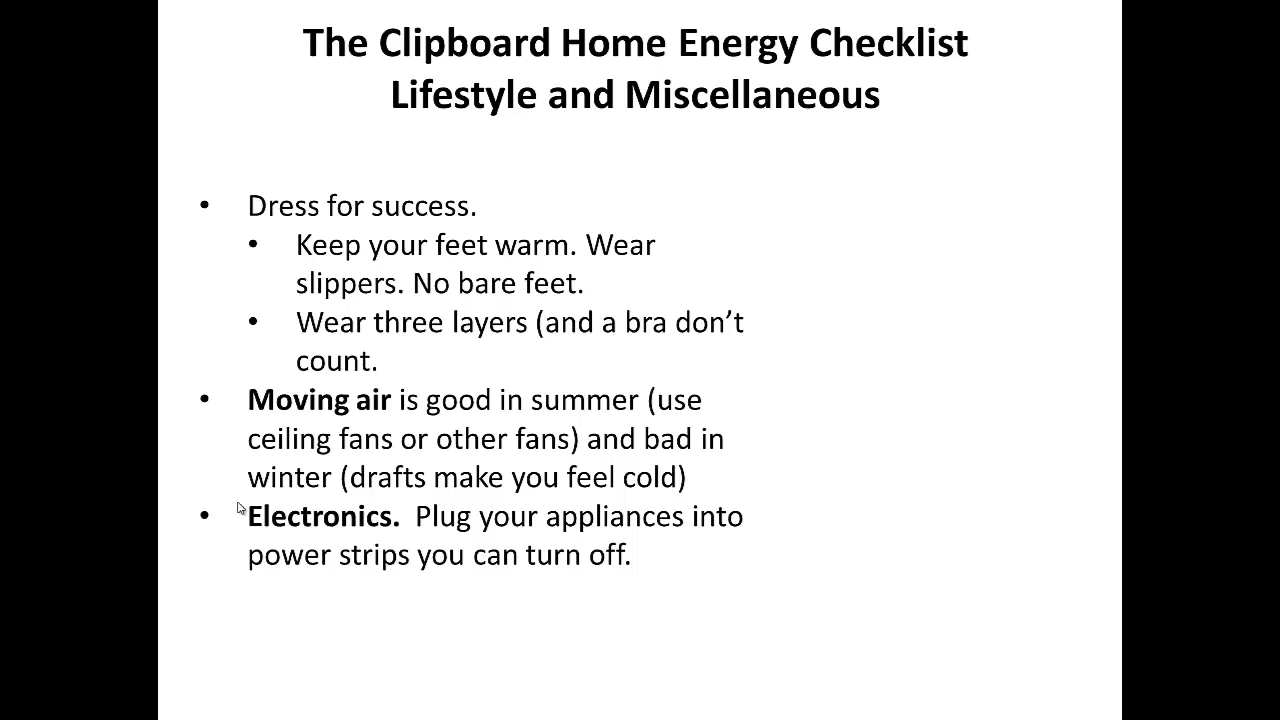 The Clipboard Home Energy Checklist
Lifestyle and Miscellaneous
• Dress for success.
• Keep your feet warm. Wear
slippers. No bare feet.
• Wear three layers (and a bra don’t
count.
• Moving air is good in summer (use
ceiling fans or other fans) and bad in
winter (drafts make you feel cold)
• Electronics. Plug your appliances into
power strips you can turn off.